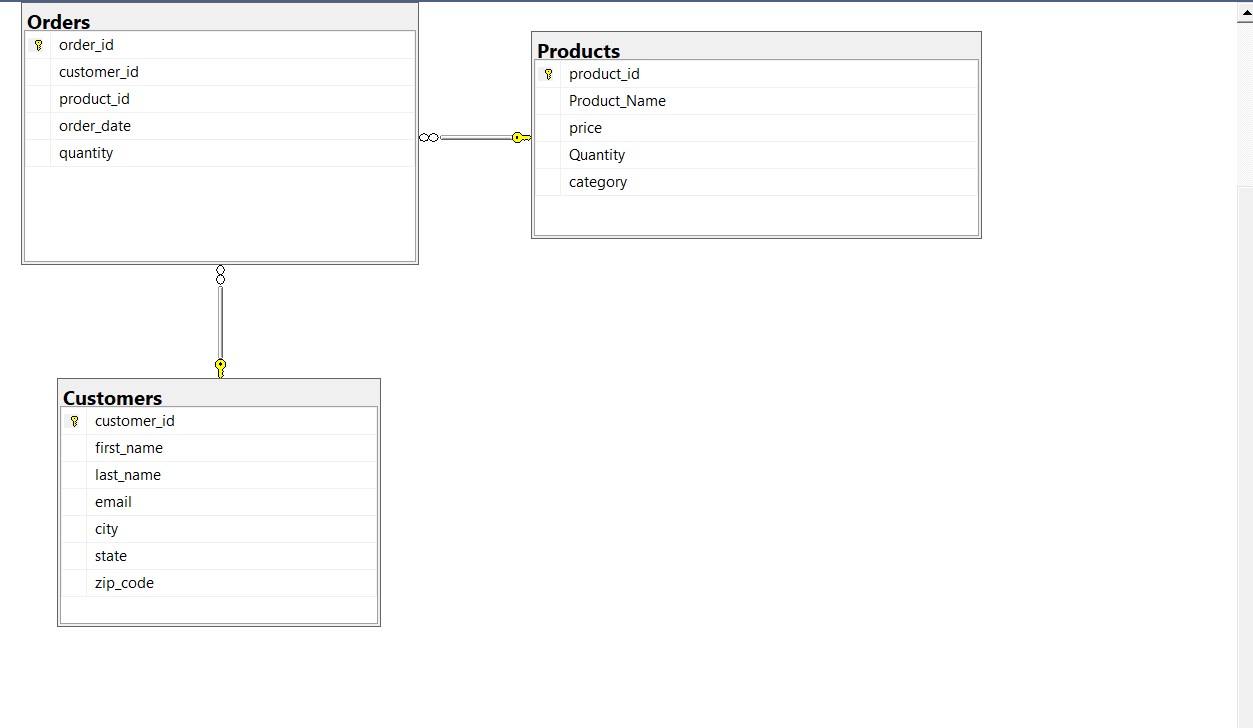 Orders
order_id
customer_id
product_id
order_date
quantity
Products
product_id
Product_Name
price
Quantity
category
Customers
customer_id
first_name
last_name
email
city
state
zip_code